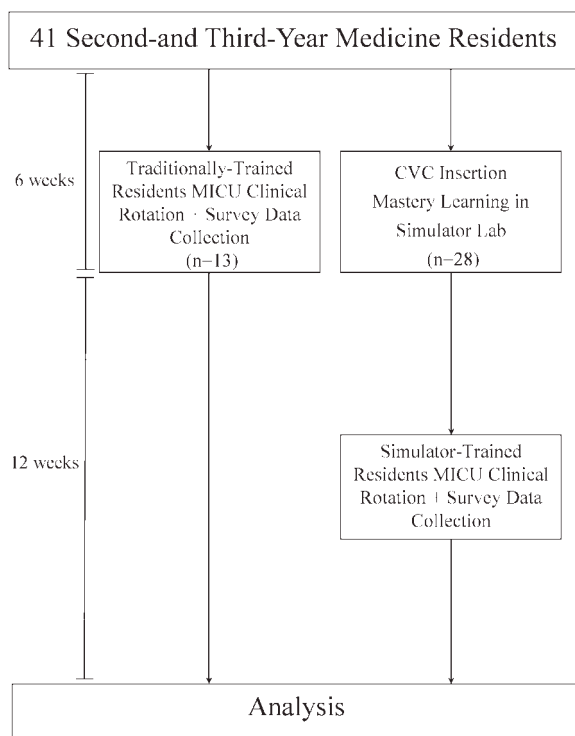 41 Second-and Third-Year Medicine Residents
6 weeks
Traditionally-Trained
Residents MICU Clinical
Rotation · Survey Data
Collection
(n–13)
CVC Insertion
Mastery Learning in
Simulator Lab
(n–28)
12 weeks
Simulator-Trained
Residents MICU Clinical
Rotation + Survey Data
Collection
Analysis